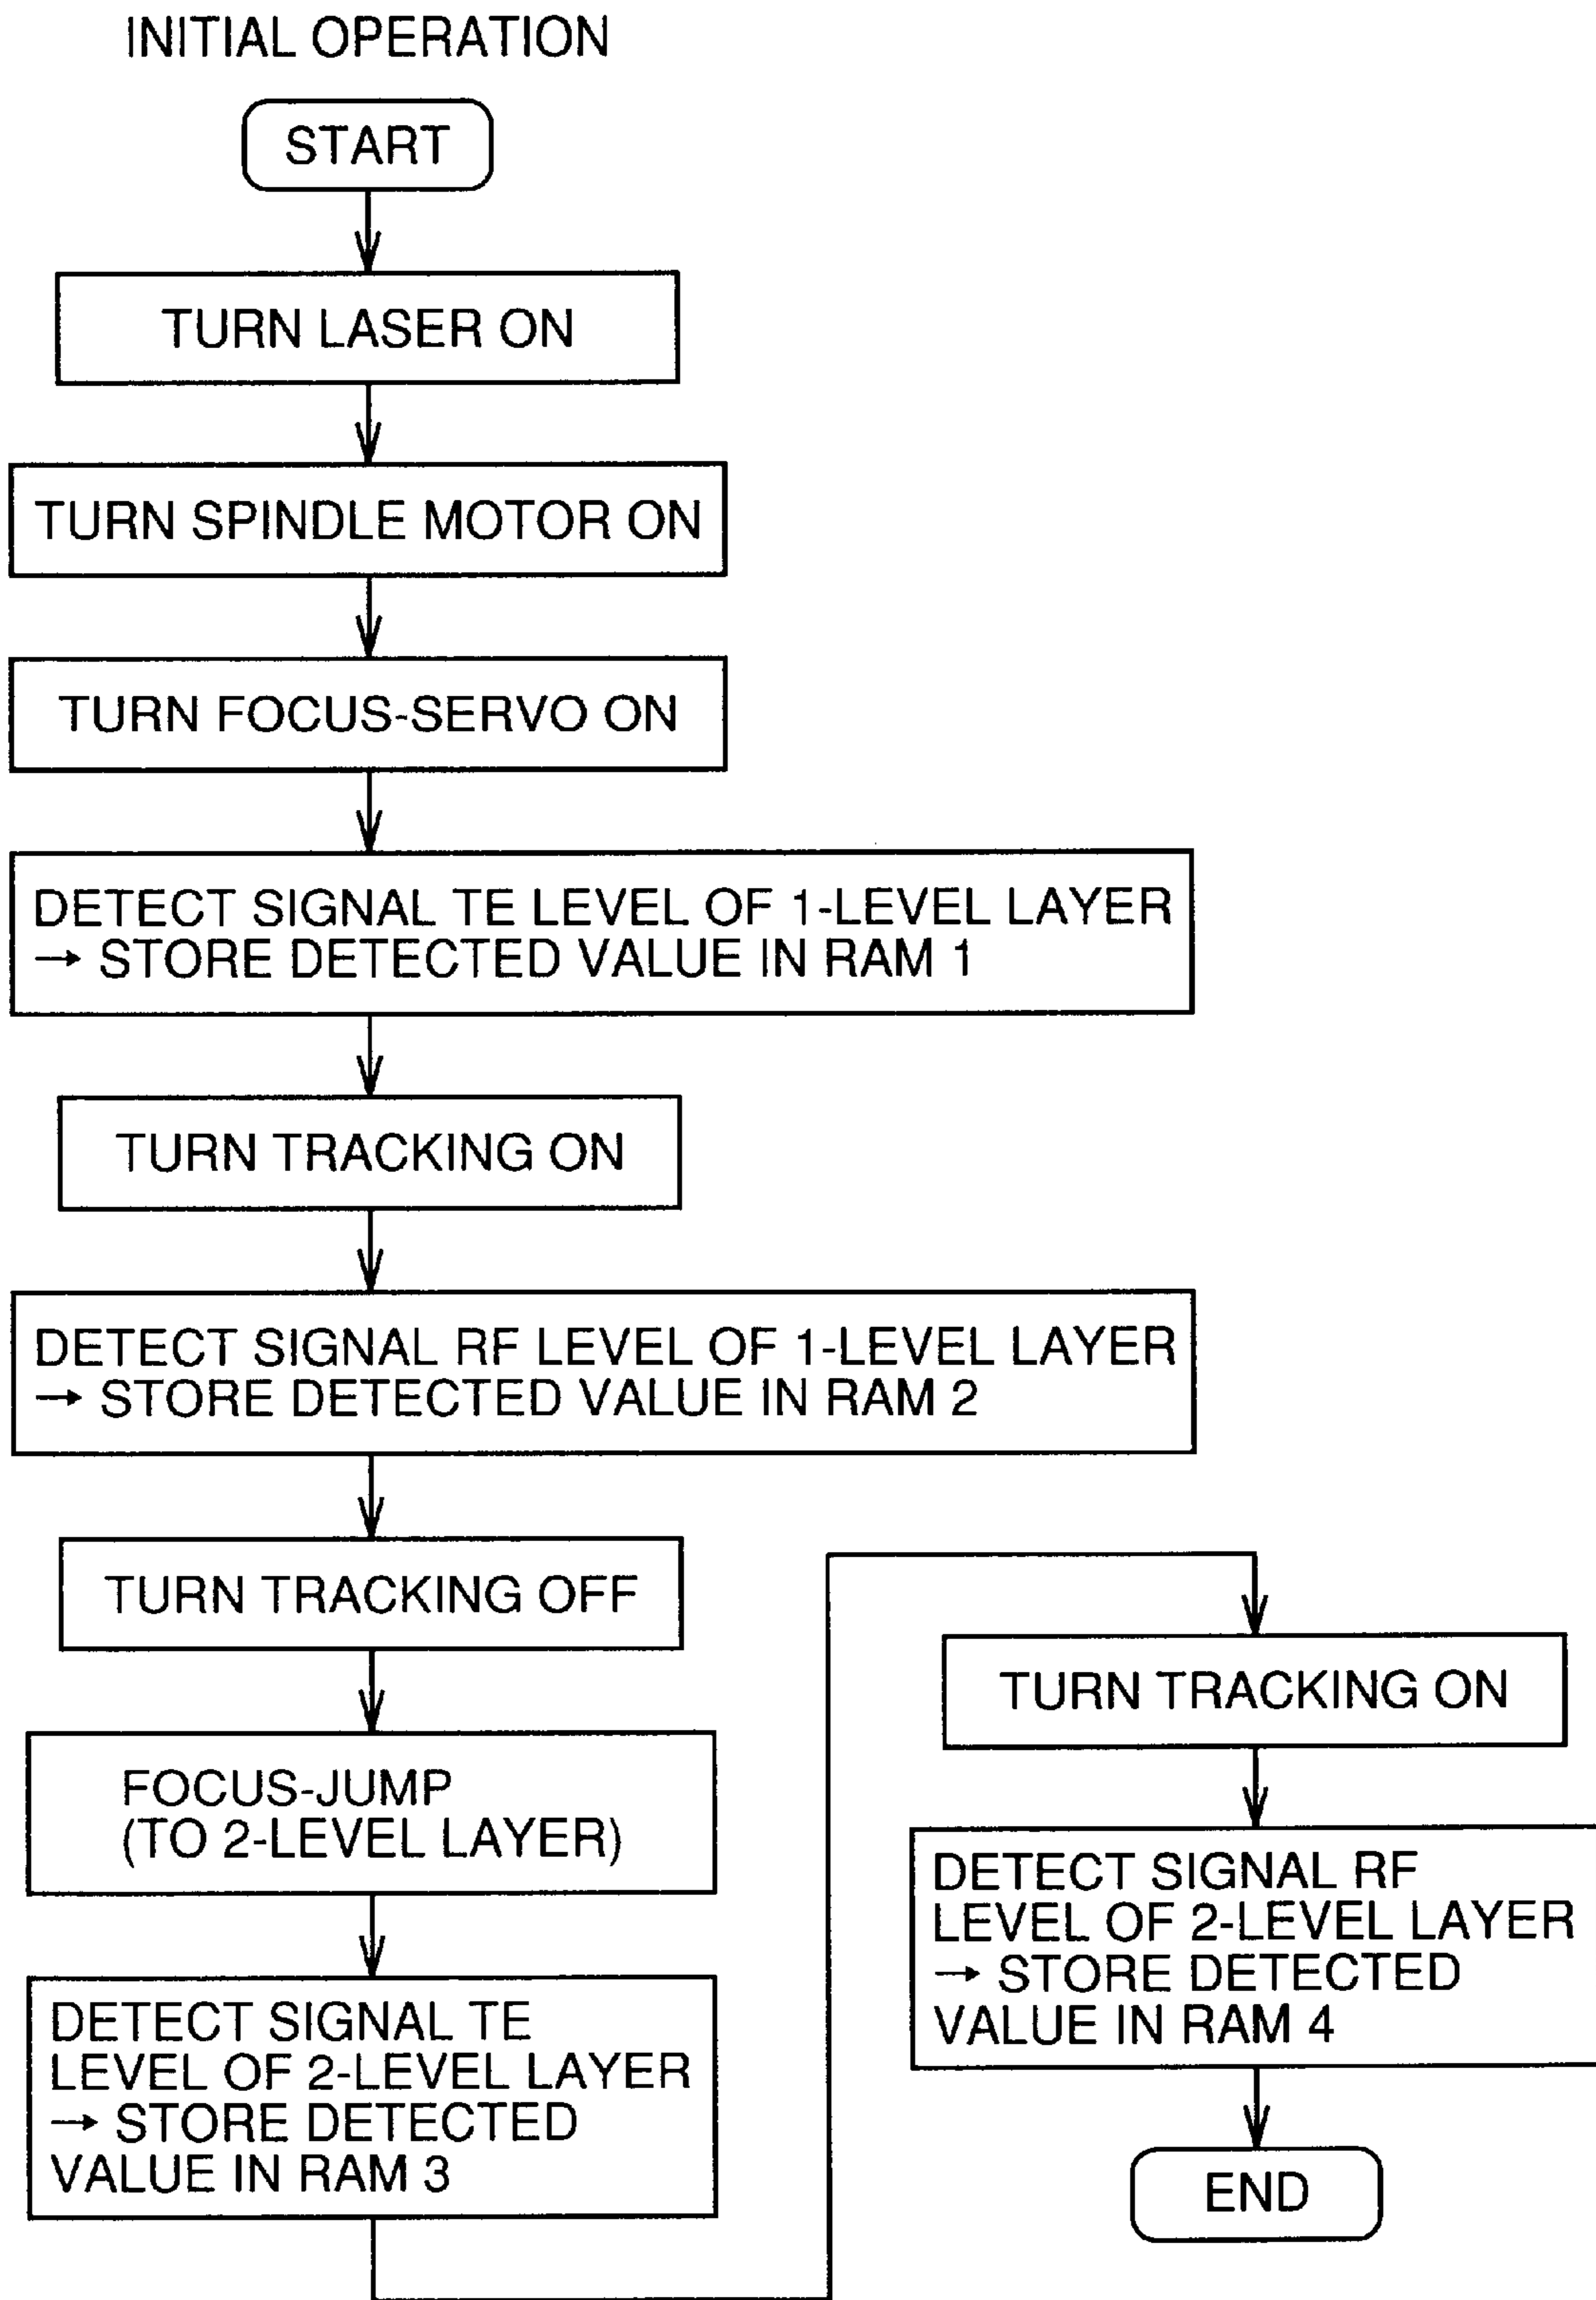 INITIAL OPERATION
START
TURN LASER ON
TURN SPINDLE MOTOR ON
TURN FOCUS-SERVO ON
DETECT SIGNAL TE LEVEL OF 1-LEVEL LAYER
→ STORE DETECTED VALUE IN RAM 1
TURN TRACKING ON
DETECT SIGNAL RF LEVEL OF 1-LEVEL LAYER
→ STORE DETECTED VALUE IN RAM 2
TURN TRACKING OFF
FOCUS-JUMP
(TO 2-LEVEL LAYER)
DETECT SIGNAL TE
LEVEL OF 2-LEVEL LAYER
→ STORE DETECTED
VALUE IN RAM 3
TURN TRACKING ON
DETECT SIGNAL RF
LEVEL OF 2-LEVEL LAYER
→ STORE DETECTED
VALUE IN RAM 4
END